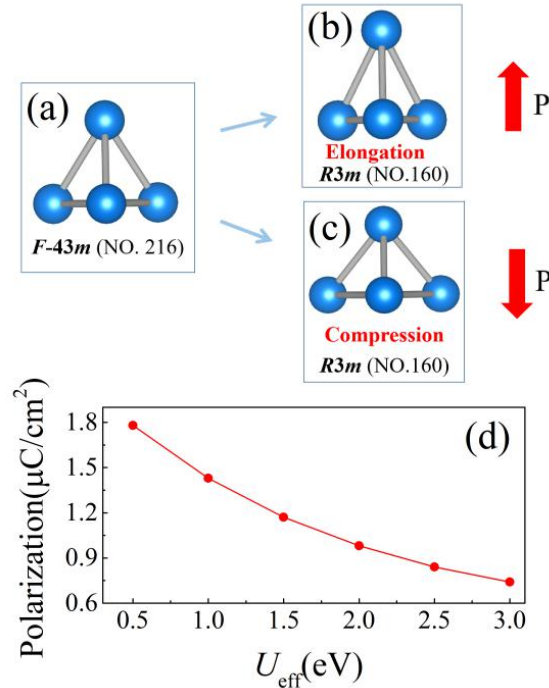 (a)
F-43m (NO. 216)
(b)
Elongation
R3m (NO.160)
P
(c)
Compression
R3m (NO.160)
P
(d)
Polarization(μC/cm²)
1.8
1.5
1.2
0.9
0.6
0.5 1.0 1.5 2.0 2.5 3.0
Ueff(eV)